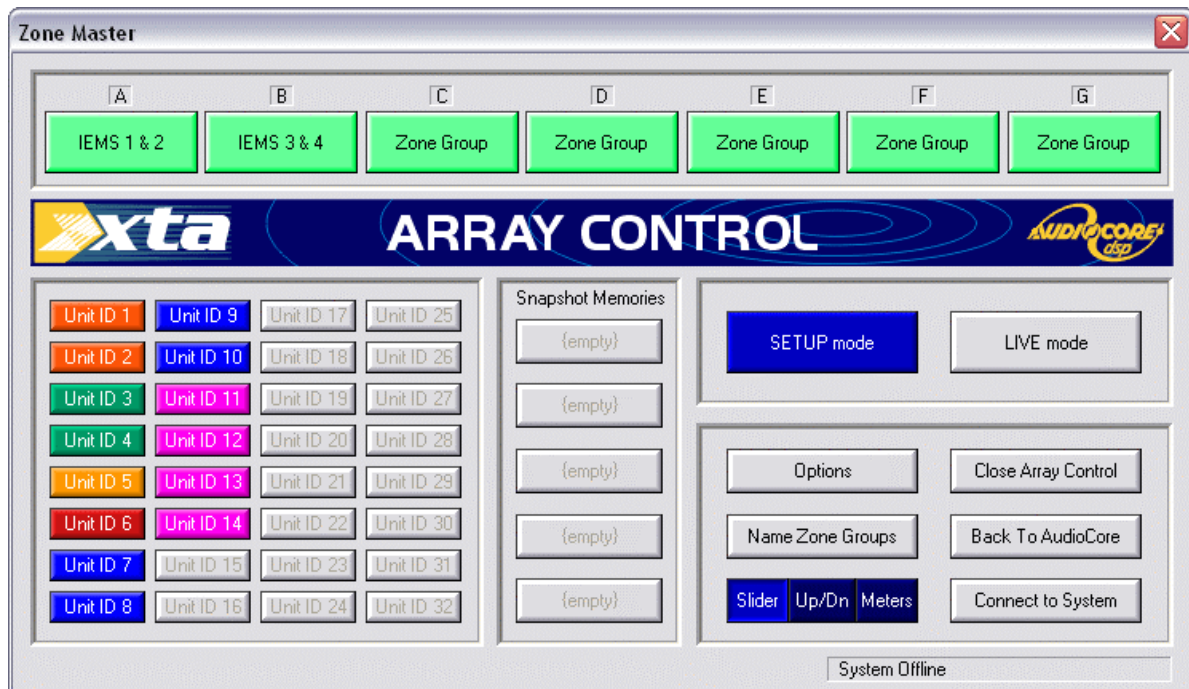 Zone Master
A B C D E F G
IEMS 1 & 2 IEMS 3 & 4 Zone Group Zone Group Zone Group Zone Group Zone Group
xta ARRAY CONTROL AUDIOCORE dsp
Unit ID 1 Unit ID 9 Unit ID 17 Unit ID 25
Unit ID 2 Unit ID 10 Unit ID 18 Unit ID 26
Unit ID 3 Unit ID 11 Unit ID 19 Unit ID 27
Unit ID 4 Unit ID 12 Unit ID 20 Unit ID 28
Unit ID 5 Unit ID 13 Unit ID 21 Unit ID 29
Unit ID 6 Unit ID 14 Unit ID 22 Unit ID 30
Unit ID 7 Unit ID 15 Unit ID 23 Unit ID 31
Unit ID 8 Unit ID 16 Unit ID 24 Unit ID 32
Snapshot Memories
{empty}
{empty}
{empty}
{empty}
{empty}
SETUP mode LIVE mode
Options Close Array Control
Name Zone Groups Back To AudioCore
Slider Up/Dn Meters Connect to System
System Offline